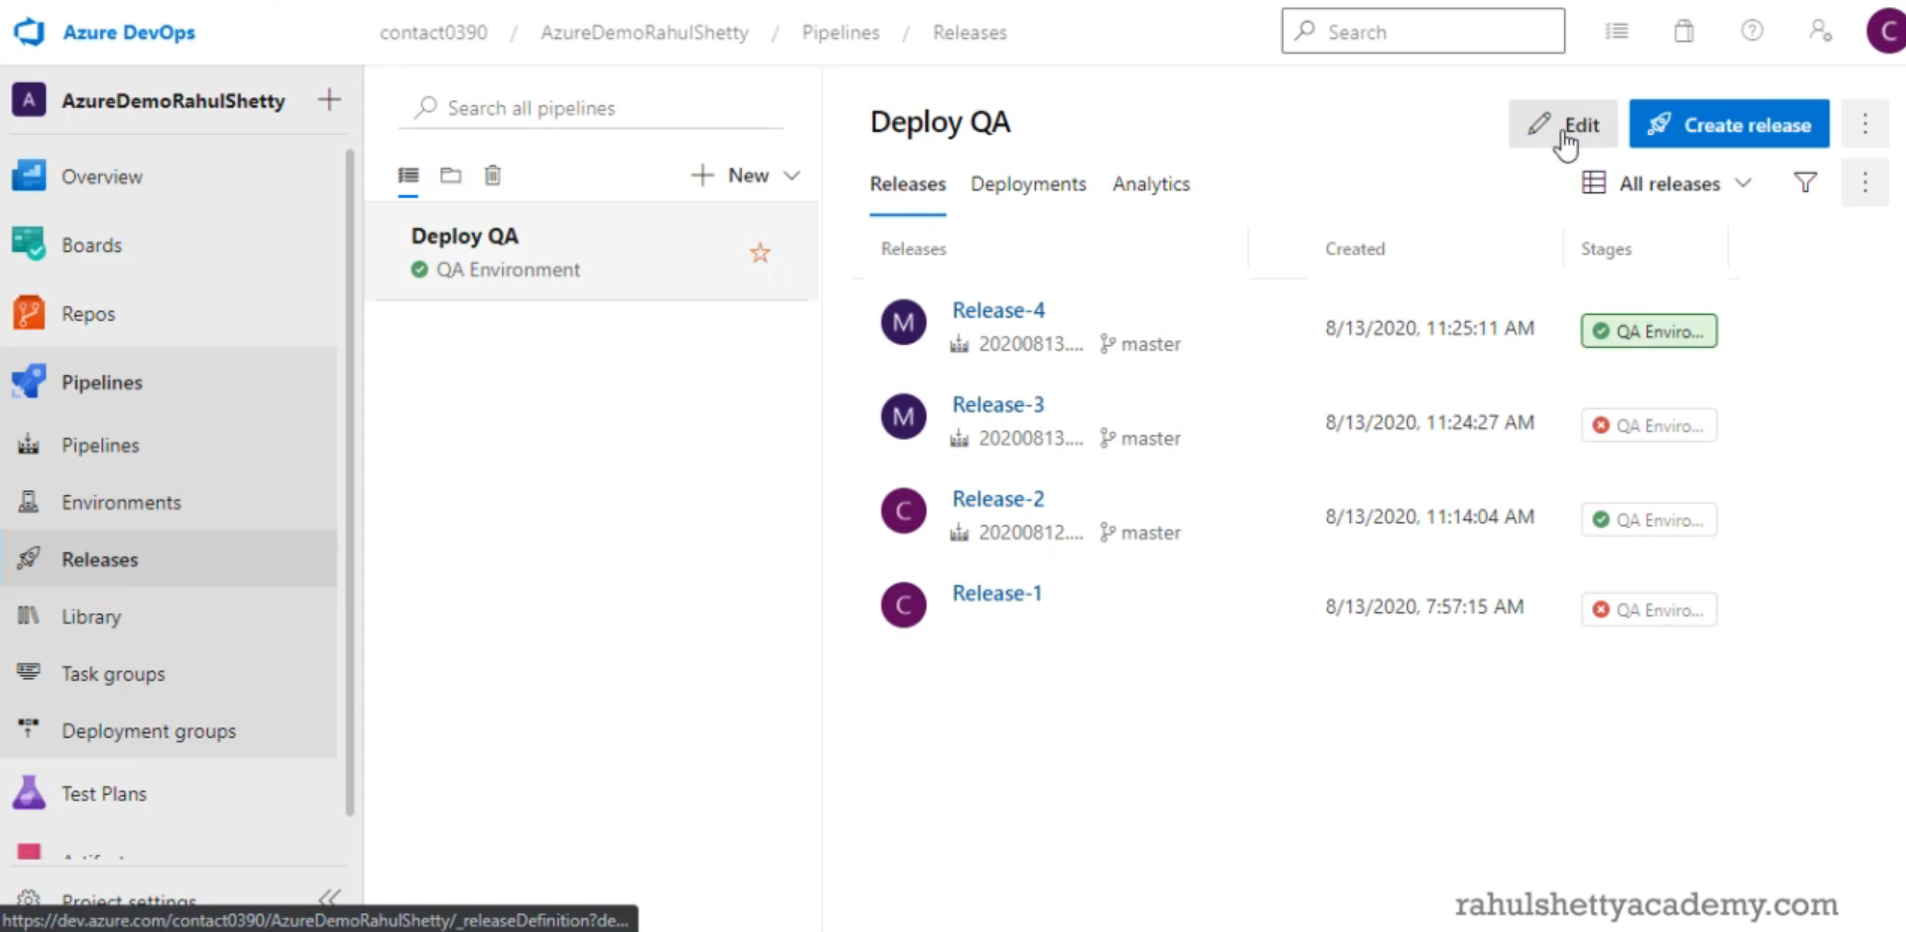 Azure DevOps
contact0390 / AzureDemoRahulShetty / Pipelines / Releases
Search
C
A
AzureDemoRahulShetty
Overview
Boards
Repos
Pipelines
Pipelines
Environments
Releases
Library
Task groups
Deployment groups
Test Plans
Project settings
https://dev.azure.com/contact0390/AzureDemoRahulShetty/_releaseDefinition?de...
Search all pipelines
New
Deploy QA
QA Environment
Deploy QA
Edit
Create release
Releases Deployments Analytics
All releases
Releases Created Stages
M
Release-4
20200813.... master
8/13/2020, 11:25:11 AM
QA Enviro...
M
Release-3
20200813.... master
8/13/2020, 11:24:27 AM
QA Enviro...
C
Release-2
20200812.... master
8/13/2020, 11:14:04 AM
QA Enviro...
C
Release-1
8/13/2020, 7:57:15 AM
QA Enviro...
rahulshettyacademy.com